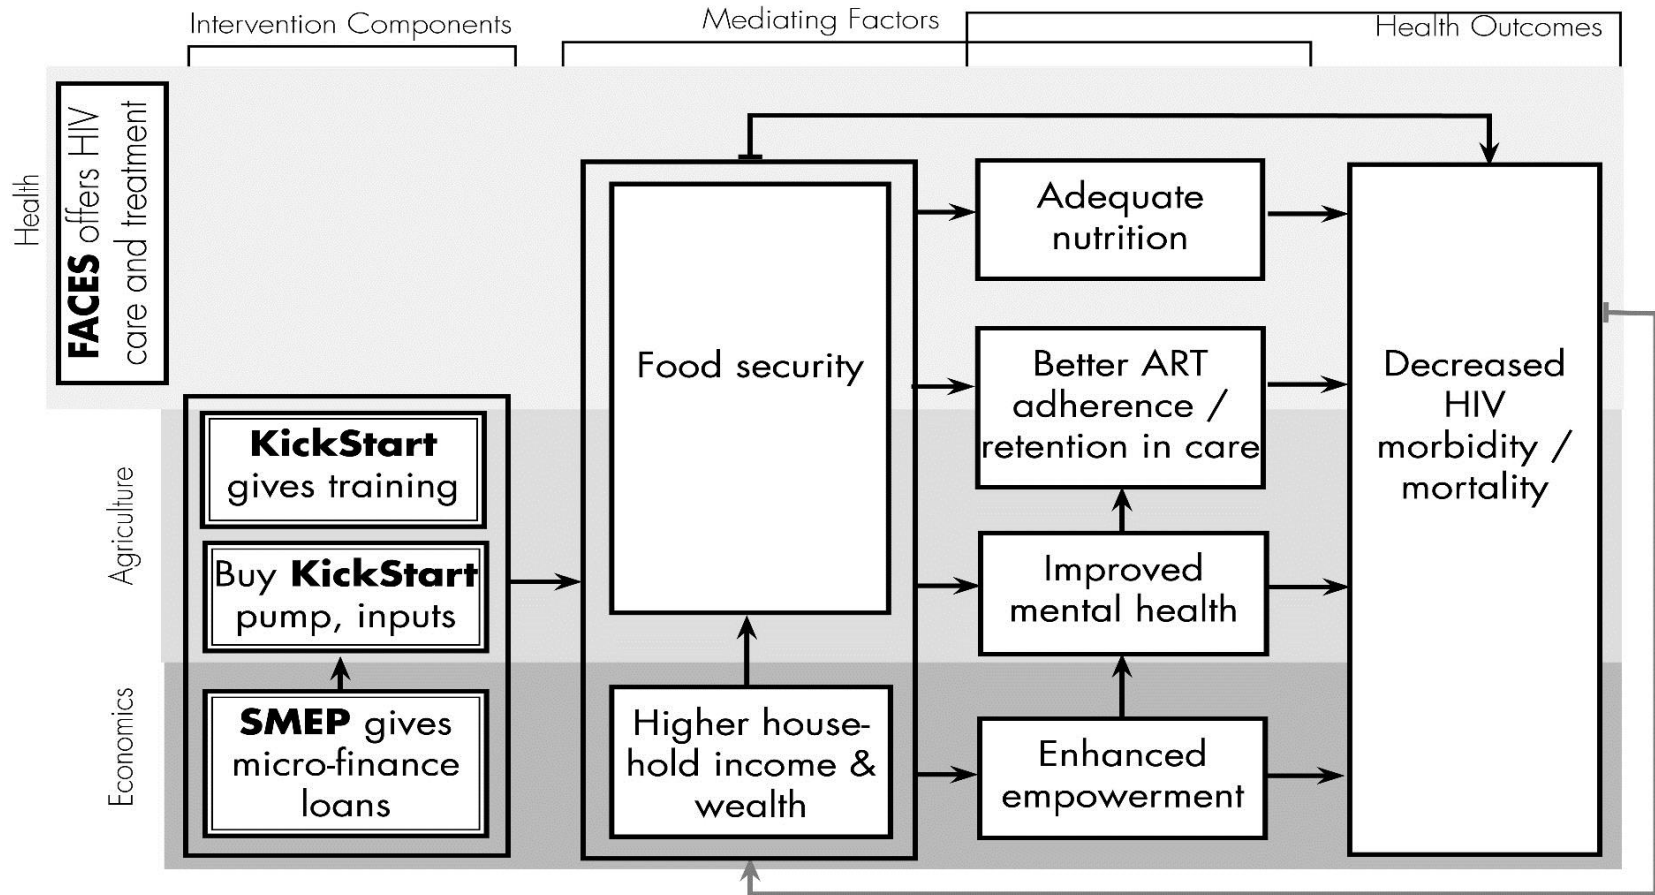 Intervention Components
Mediating Factors
Health Outcomes
Health
FACES offers HIV
care and treatment
Agriculture
Economics
KickStart
gives training
Buy KickStart
pump, inputs
SMEP gives
micro-finance
loans
Food security
Higher house-
hold income &
wealth
Adequate
nutrition
Better ART
adherence /
retention in care
Improved
mental health
Enhanced
empowerment
Decreased
HIV
morbidity /
mortality